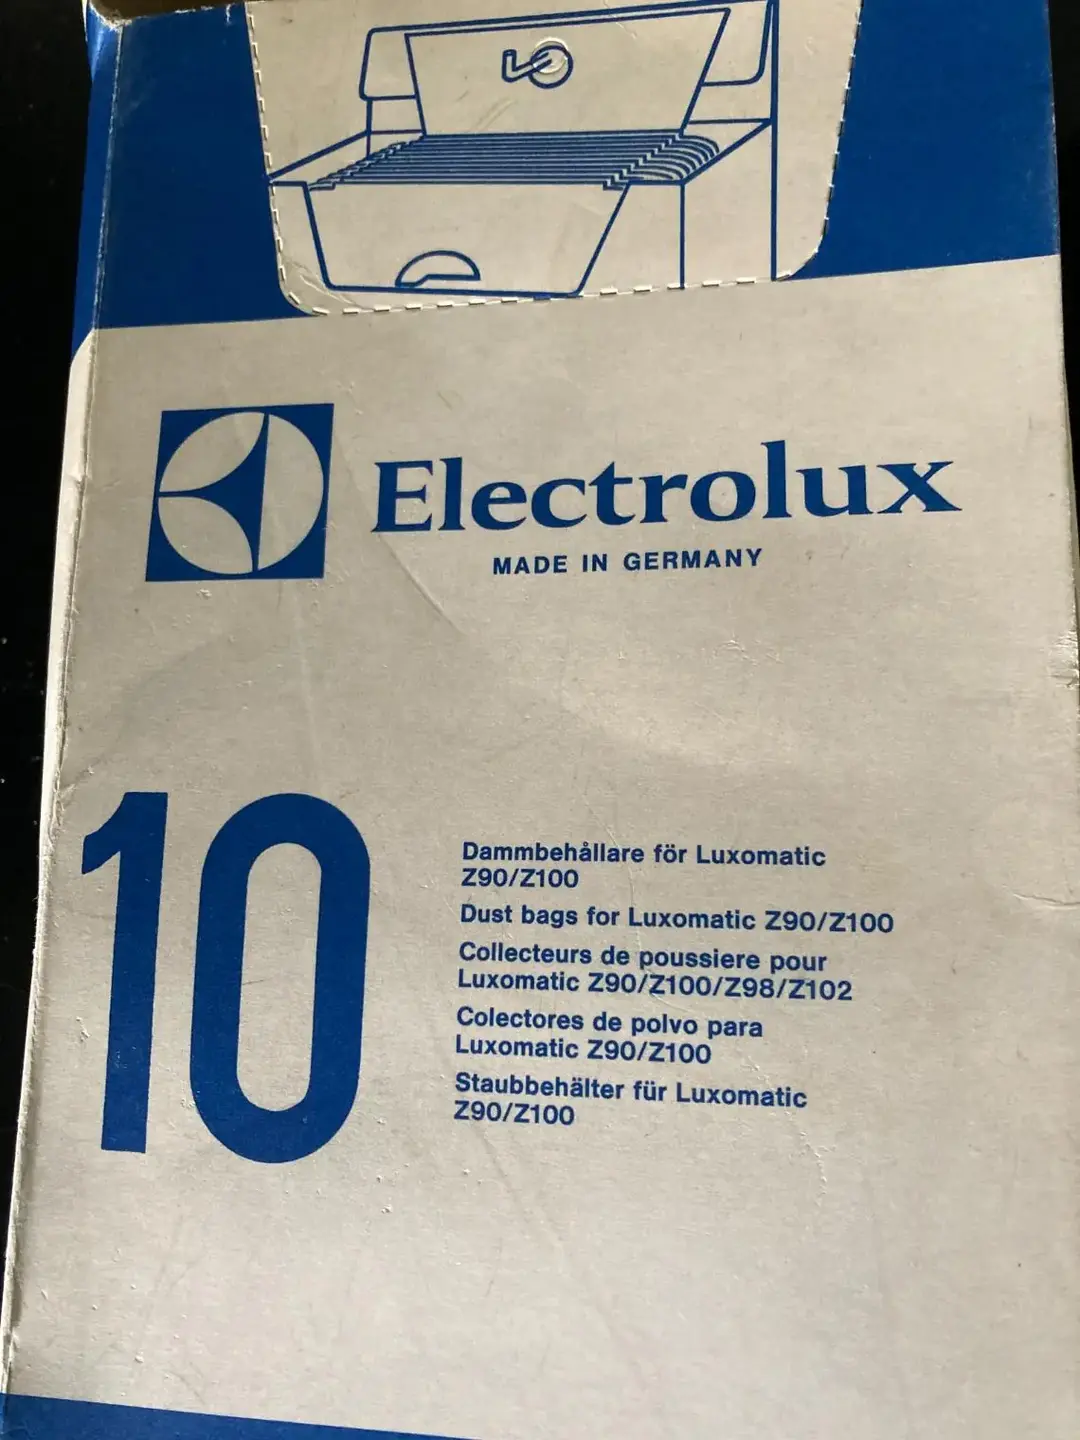 Electrolux
MADE IN GERMANY
10
Dammbehållare för Luxomatic
Z90/Z100
Dust bags for Luxomatic Z90/Z100
Collecteurs de poussiere pour
Luxomatic Z90/Z100/Z98/Z102
Colectores de polvo para
Luxomatic Z90/Z100
Staubbehälter für Luxomatic
Z90/Z100